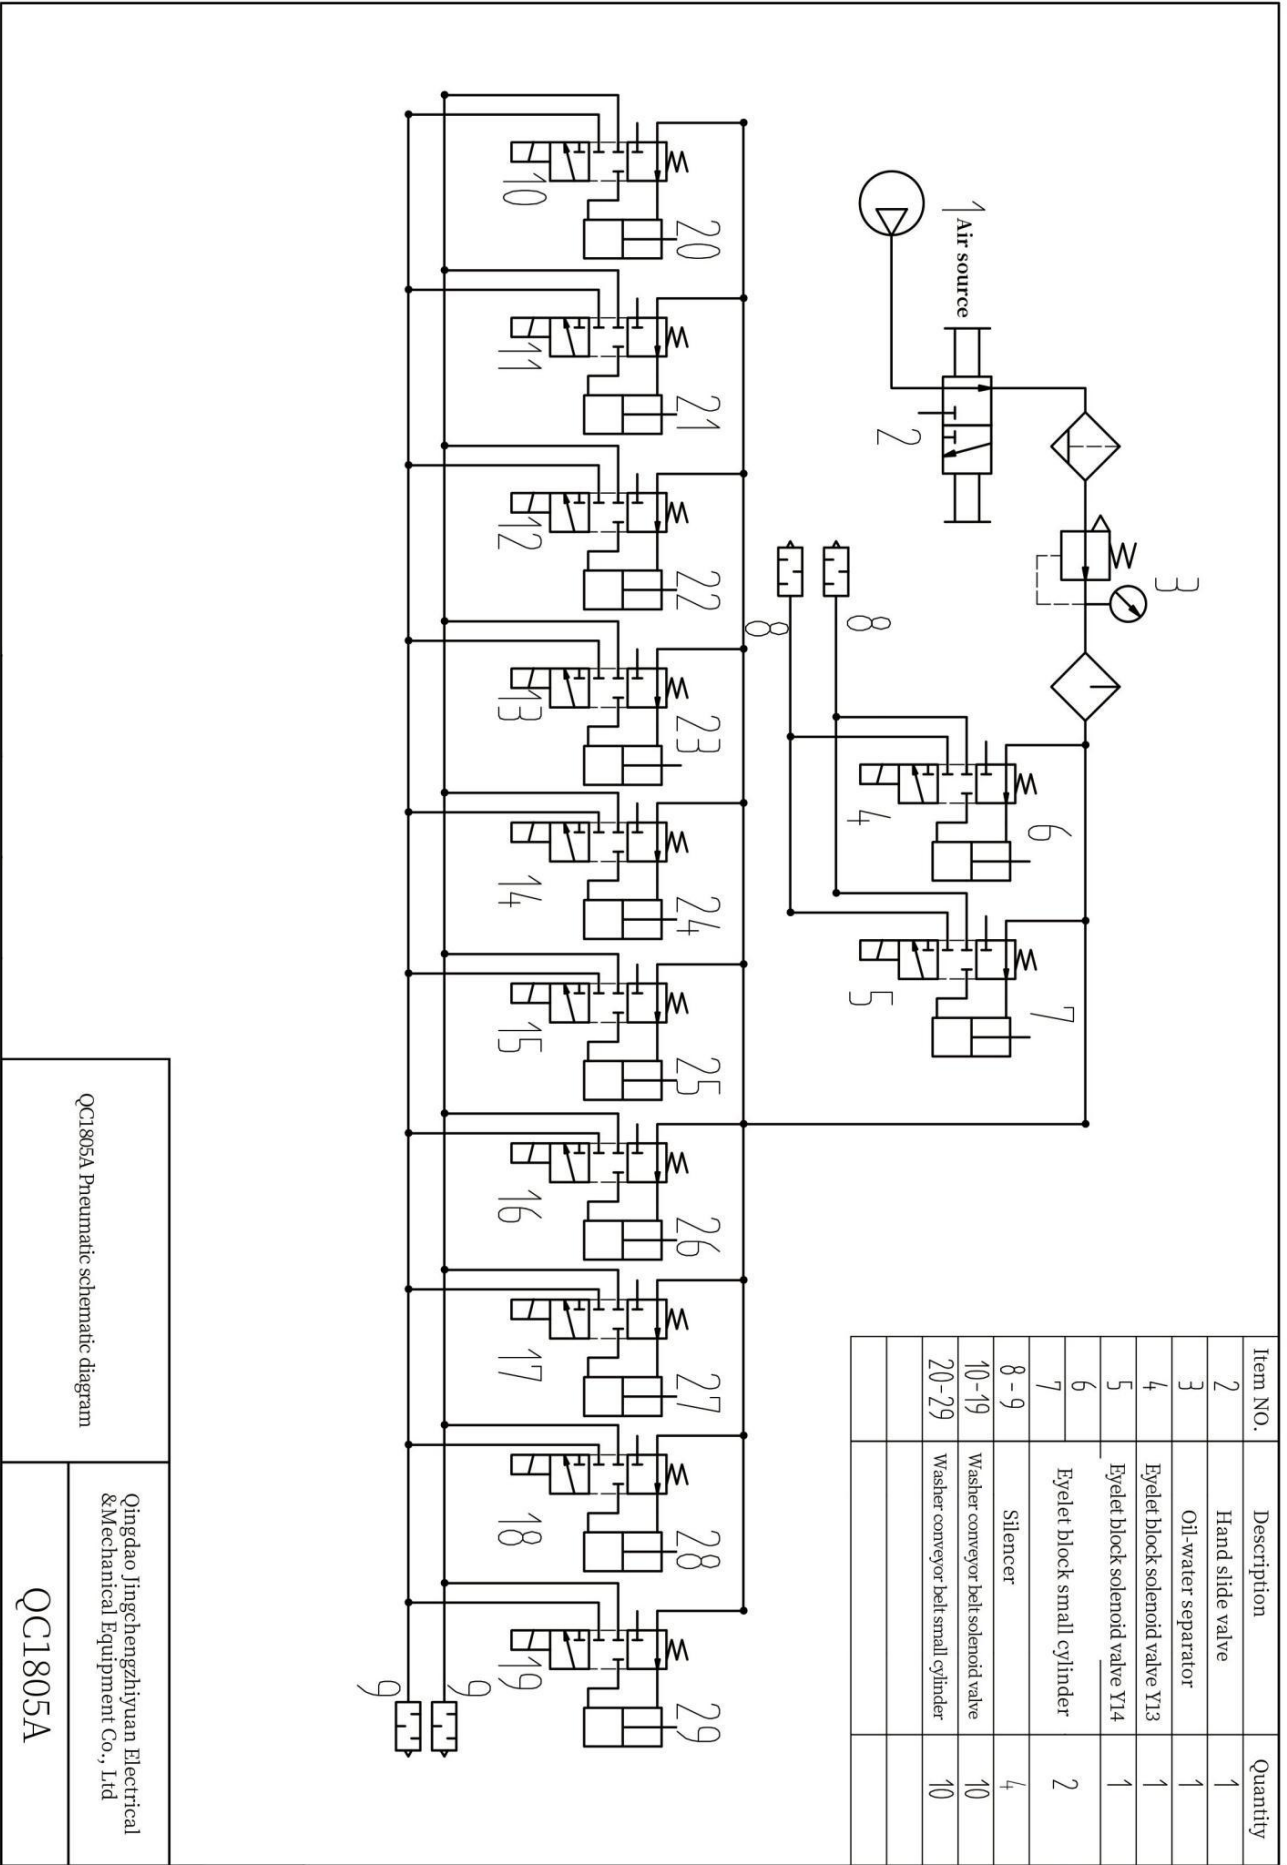 1 Air source
2
3
8
8
4
6
5
7
10
20
11
21
12
22
13
23
14
24
15
25
16
26
17
27
18
28
19
29
9
9
Item NO. Description Quantity
2 Hand slide valve 1
3 Oil-water separator 1
4 Eyelet block solenoid valve Y13 1
5 Eyelet block solenoid valve Y14 1
6
7 Eyelet block small cylinder 2
8-9 Silencer 4
10-19 Washer conveyor belt solenoid valve 10
20-29 Washer conveyor belt small cylinder 10
QC1805A Pneumatic schematic diagram
Qingdao Jingchengzhiyuan Electrical
&Mechanical Equipment Co., Ltd
QC1805A